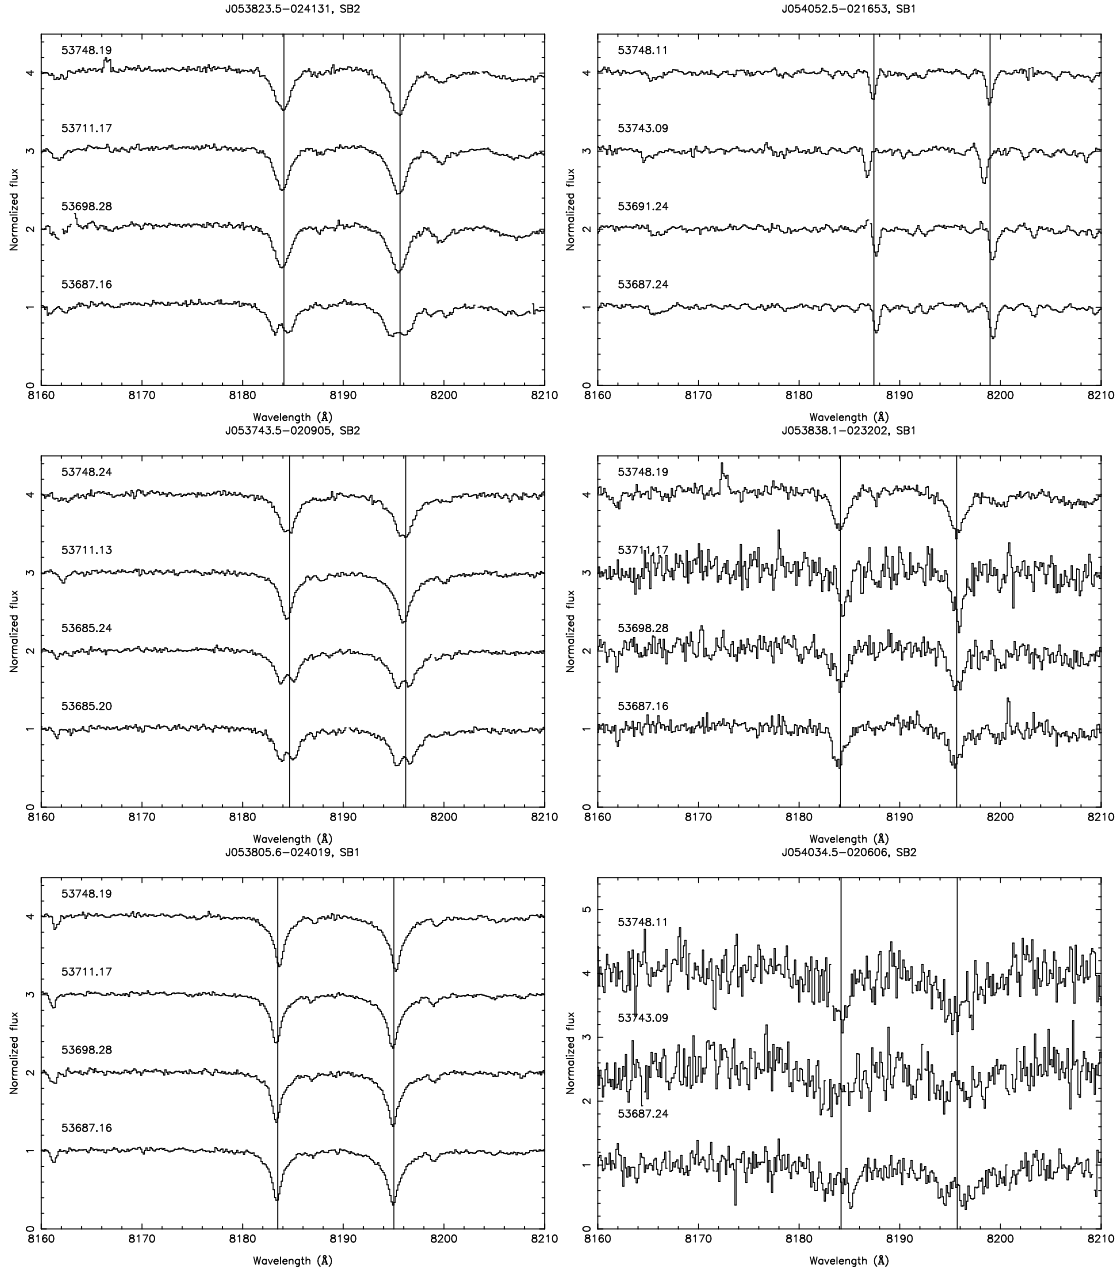 J053823.5-024131, SB2
53748.19
53711.17
53698.28
53687.16
0 1 2 3 4
Normalized flux
8160 8170 8180 8190 8200 8210
Wavelength (Å)
J054052.5-021653, SB1
53748.11
53743.09
53691.24
53687.24
0 1 2 3 4
Normalized flux
8160 8170 8180 8190 8200 8210
Wavelength (Å)
J053743.5-020905, SB2
53748.24
53711.13
53685.24
53685.20
0 1 2 3 4
Normalized flux
8160 8170 8180 8190 8200 8210
Wavelength (Å)
J053838.1-023202, SB1
53748.19
53711.17
53698.28
53687.16
0 1 2 3 4
Normalized flux
8160 8170 8180 8190 8200 8210
Wavelength (Å)
J053805.6-024019, SB1
53748.19
53711.17
53698.28
53687.16
0 1 2 3 4
Normalized flux
8160 8170 8180 8190 8200 8210
Wavelength (Å)
J054034.5-020606, SB2
53748.11
53743.09
53687.24
0 1 2 3 4 5
Normalized flux
8160 8170 8180 8190 8200 8210
Wavelength (Å)